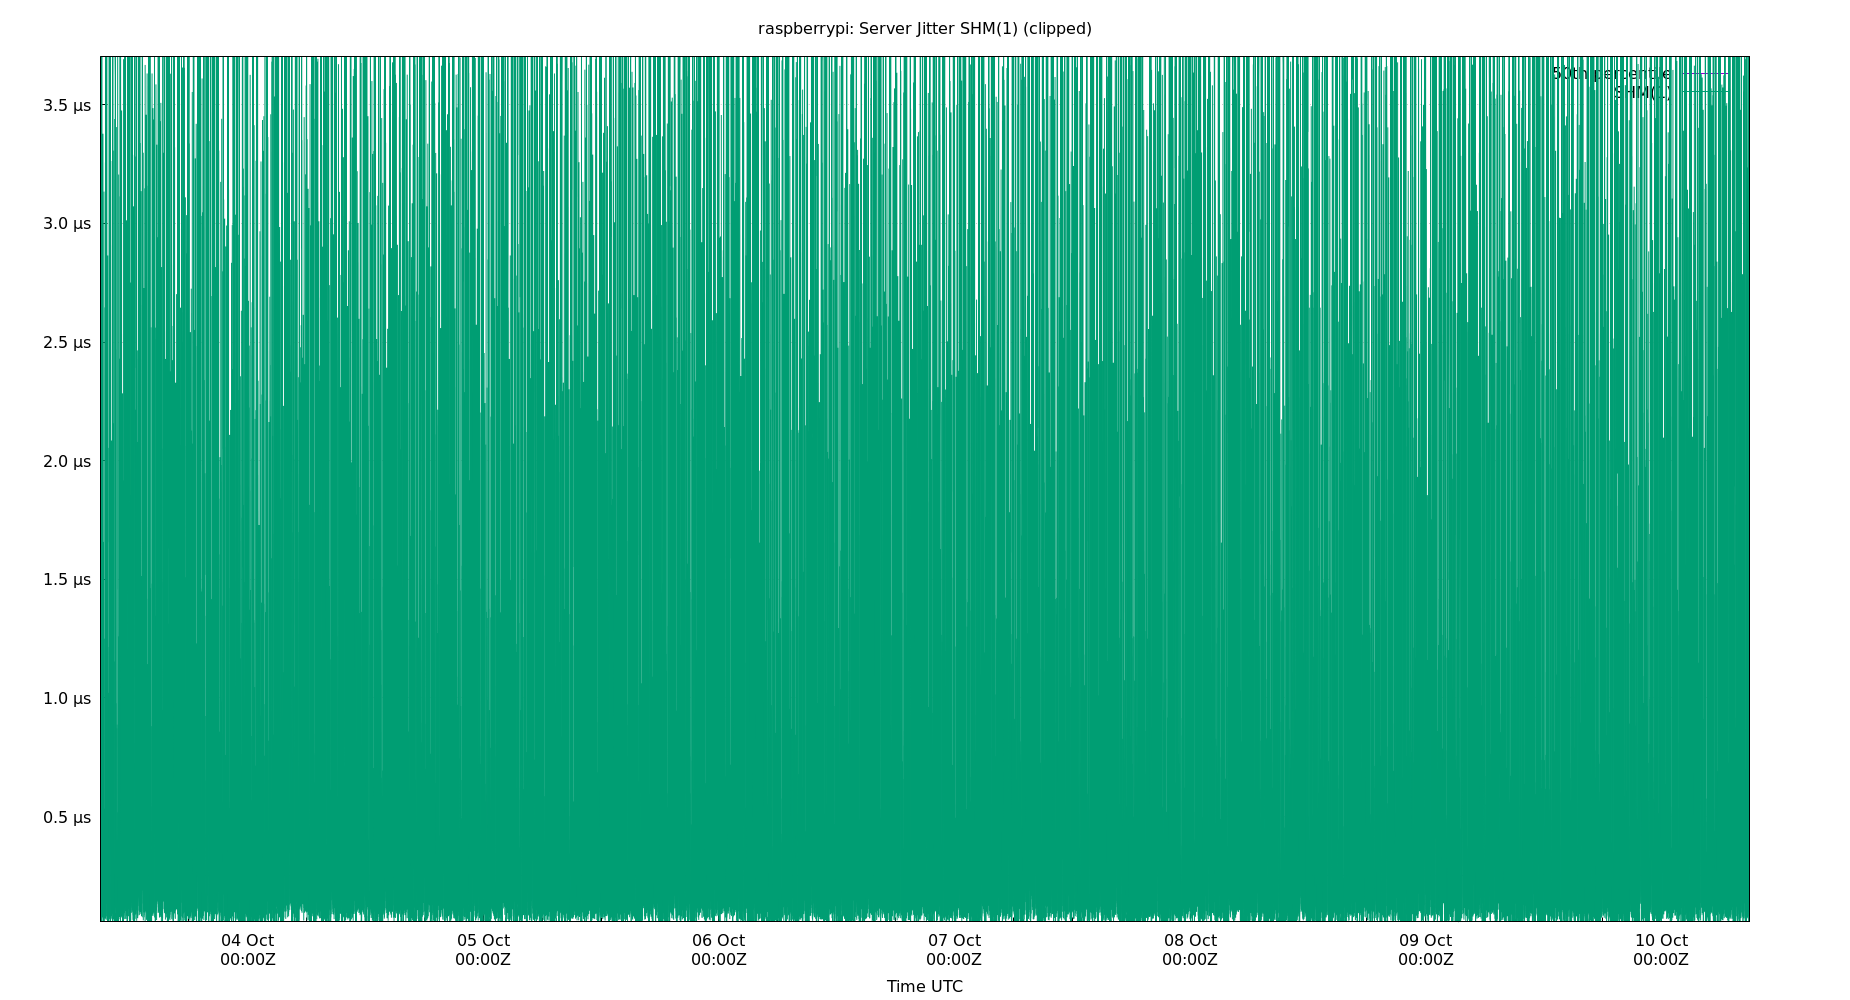 raspberrypi: Server Jitter SHM(1) (clipped)
50th percentile
SHM(1)
3.5 μs
3.0 μs
2.5 μs
2.0 μs
1.5 μs
1.0 μs
0.5 μs
04 Oct 05 Oct 06 Oct 07 Oct 08 Oct 09 Oct 10 Oct
00:00Z 00:00Z 00:00Z 00:00Z 00:00Z 00:00Z 00:00Z
Time UTC